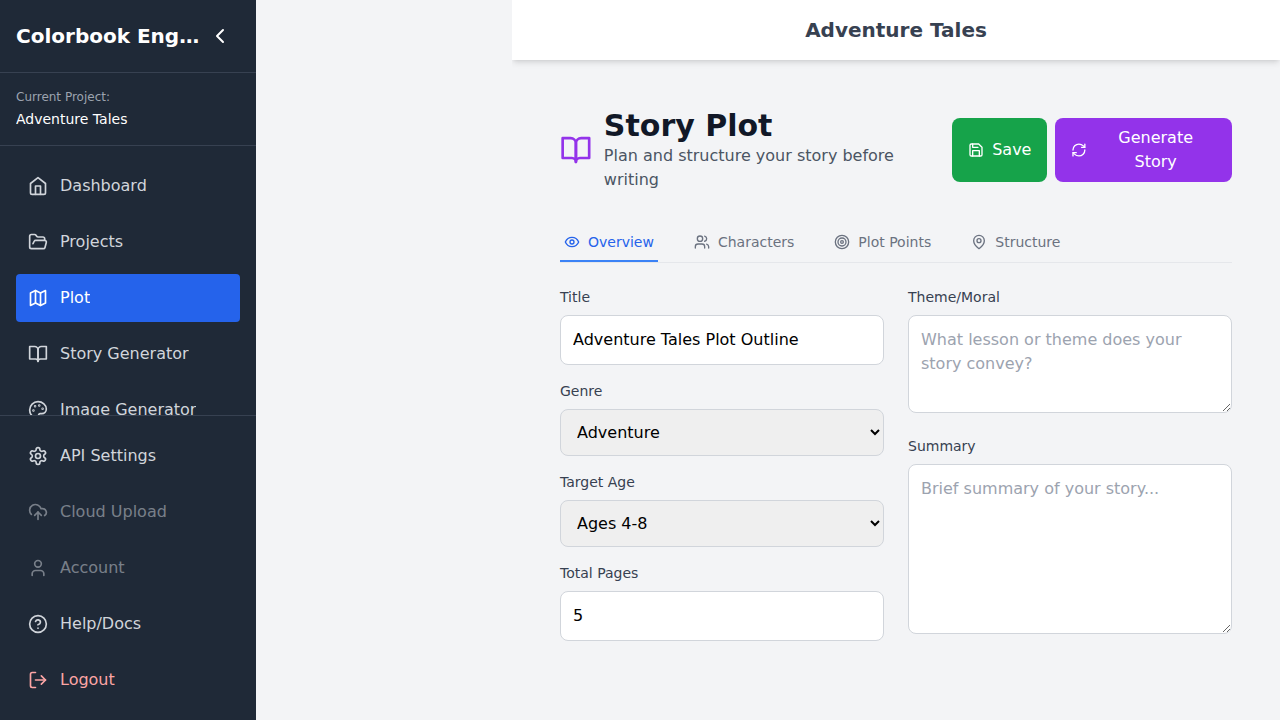 Colorbook Eng...
Current Project:
Adventure Tales
Dashboard
Projects
Plot
Story Generator
Image Generator
API Settings
Cloud Upload
Account
Help/Docs
Logout
Adventure Tales
Story Plot
Plan and structure your story before
writing
Save
Generate
Story
Overview
Characters
Plot Points
Structure
Title
Adventure Tales Plot Outline
Genre
Adventure
Target Age
Ages 4-8
Total Pages
5
Theme/Moral
What lesson or theme does your
story convey?
Summary
Brief summary of your story...